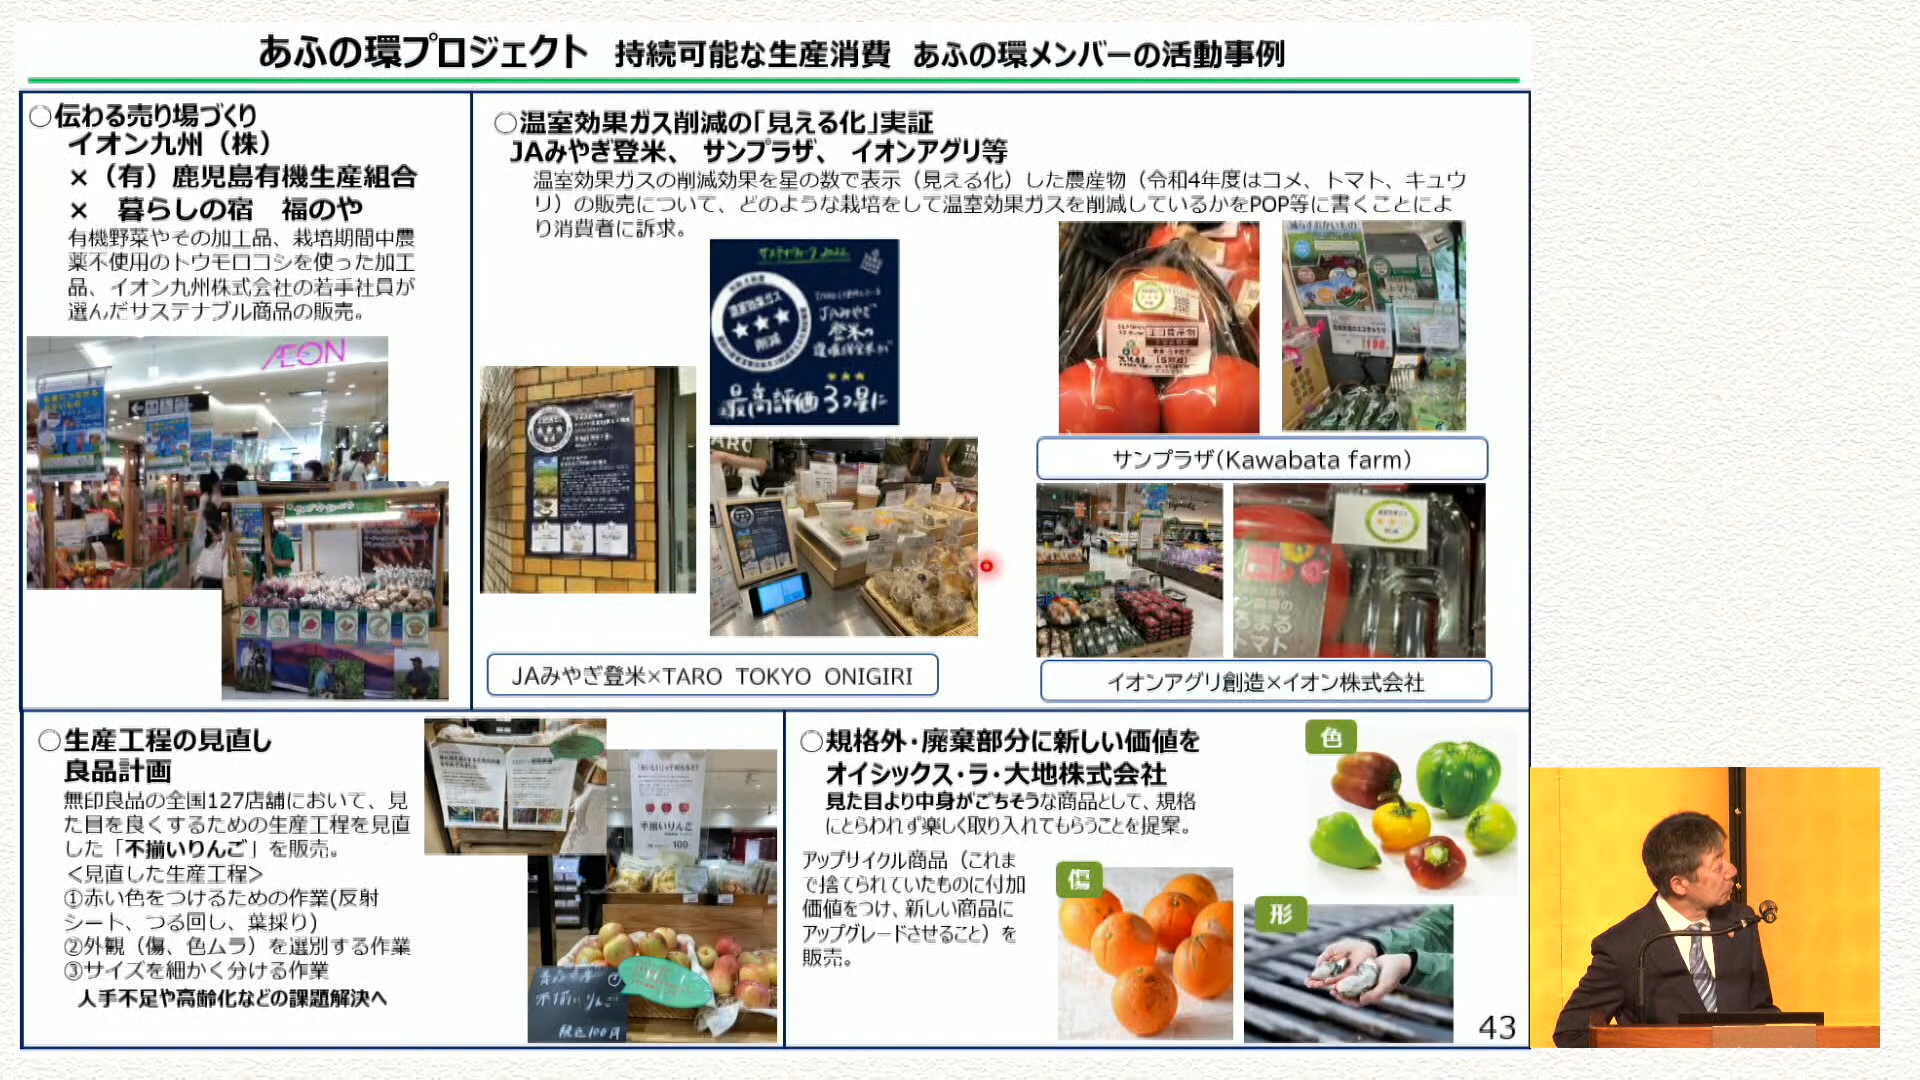 あふの環プロジェクト 持続可能な生産消費 あふの環メンバーの活動事例
○伝わる売り場づくり
イオン九州（株）
×（有）鹿児島有機生産組合
× 暮らしの宿 福のや
有機野菜やその加工品、栽培期間中農
薬不使用のトウモロコシを使った加工
品、イオン九州株式会社の若手社員が
選んだサステナブル商品の販売。
ÆON
○温室効果ガス削減の「見える化」実証
JAみやぎ登米、 サンプラザ、 イオンアグリ等
温室効果ガスの削減効果を星の数で表示（見える化）した農産物（令和4年度はコメ、トマト、キュウ
リ）の販売について、どのような栽培をして温室効果ガスを削減しているかをPOP等に書くことによ
り消費者に訴求。
温室効果ガス
削減
JAみやぎ
登米の
最高評価3つ星に
JAみやぎ登米×TARO TOKYO ONIGIRI
サンプラザ(Kawabata farm)
トマト
イオンアグリ創造×イオン株式会社
○生産工程の見直し
良品計画
無印良品の全国127店舗において、見
た目を良くするための生産工程を見直
した「不揃いりんご」を販売。
＜見直した生産工程＞
①赤い色をつけるための作業(反射
シート、つる回し、葉採り)
②外観（傷、色ムラ）を選別する作業
③サイズを細かく分ける作業
人手不足や高齢化などの課題解決へ
不揃いりんご
100
不揃いりんご
○規格外・廃棄部分に新しい価値を
オイシックス・ラ・大地株式会社
見た目より中身がごちそうな商品として、規格
にとらわれず楽しく取り入れてもらうことを提案。
アップサイクル商品（これま
で捨てられていたものに付加
価値をつけ、新しい商品に
アップグレードさせること）を
販売。
色
傷
形
43